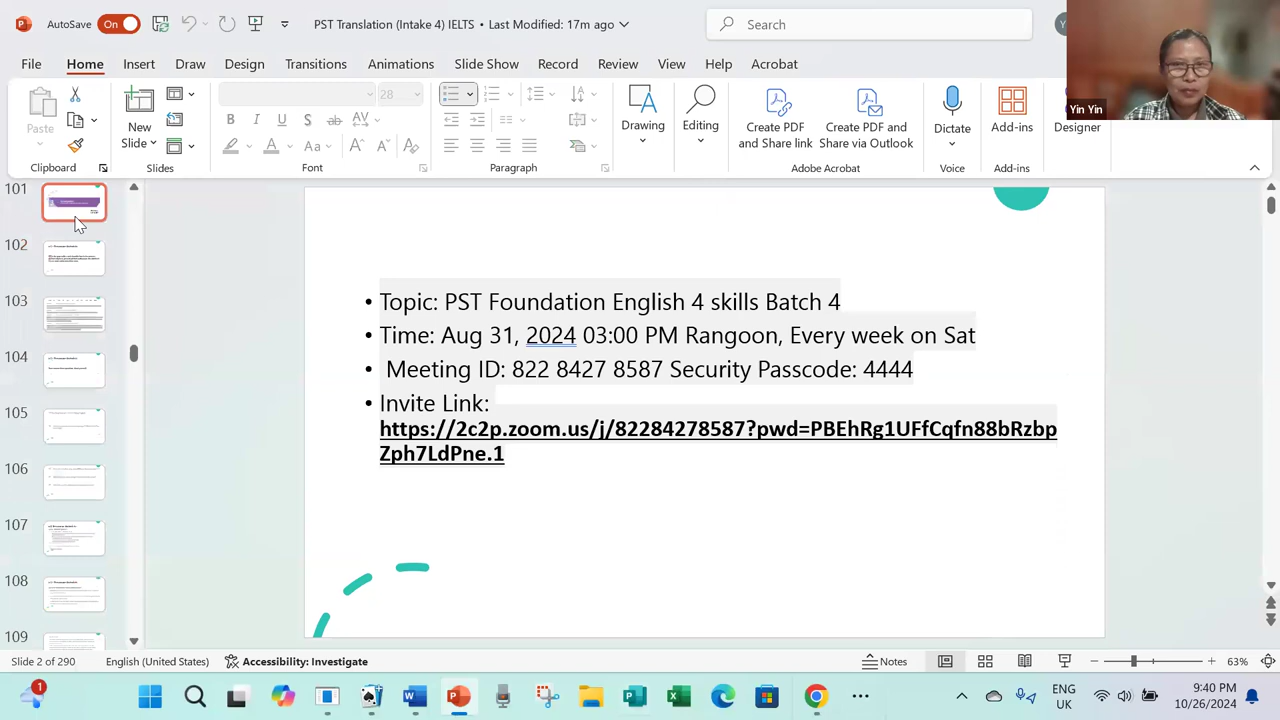 AutoSave On PST Translation (Intake 4) IELTS • Last Modified: 17m ago Search
File Home Insert Draw Design Transitions Animations Slide Show Record Review View Help Acrobat
28
Paste New Slide B I U S ab AV Aa A A A Drawing Editing Create PDF and Share link Create PDF and Share via Outlook Dictate Add-ins Designer
Yin Yin
Clipboard Slides Font Paragraph Adobe Acrobat Voice Add-ins
101
102
103
104
105
106
107
108
109
• Topic: PST Foundation English 4 skills Batch 4
• Time: Aug 31, 2024 03:00 PM Rangoon, Every week on Sat
• Meeting ID: 822 8427 8587 Security Passcode: 4444
• Invite Link:
https://2c2p.zoom.us/j/82284278587?pwd=PBEhRg1UFfCqfn88bRzbp
Zph7LdPne.1
Slide 2 of 290 English (United States) Accessibility: Investigate Notes 63%
1 ENG 9:40 PM
UK 10/26/2024